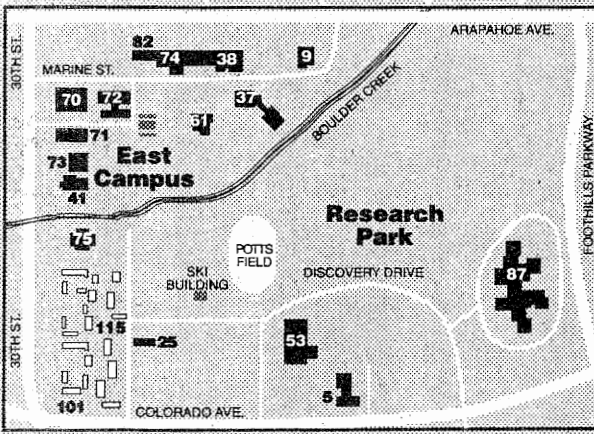 30TH ST.
82
74
38
9
ARAPAHOE AVE.
MARINE ST.
70
72
37
61
BOULDER CREEK
71
73
East
Campus
41
FOOTHILLS PARKWAY
75
Research
Park
POTTS
FIELD
SKI
BUILDING
DISCOVERY DRIVE
87
30TH ST.
115
25
53
5
101
COLORADO AVE.